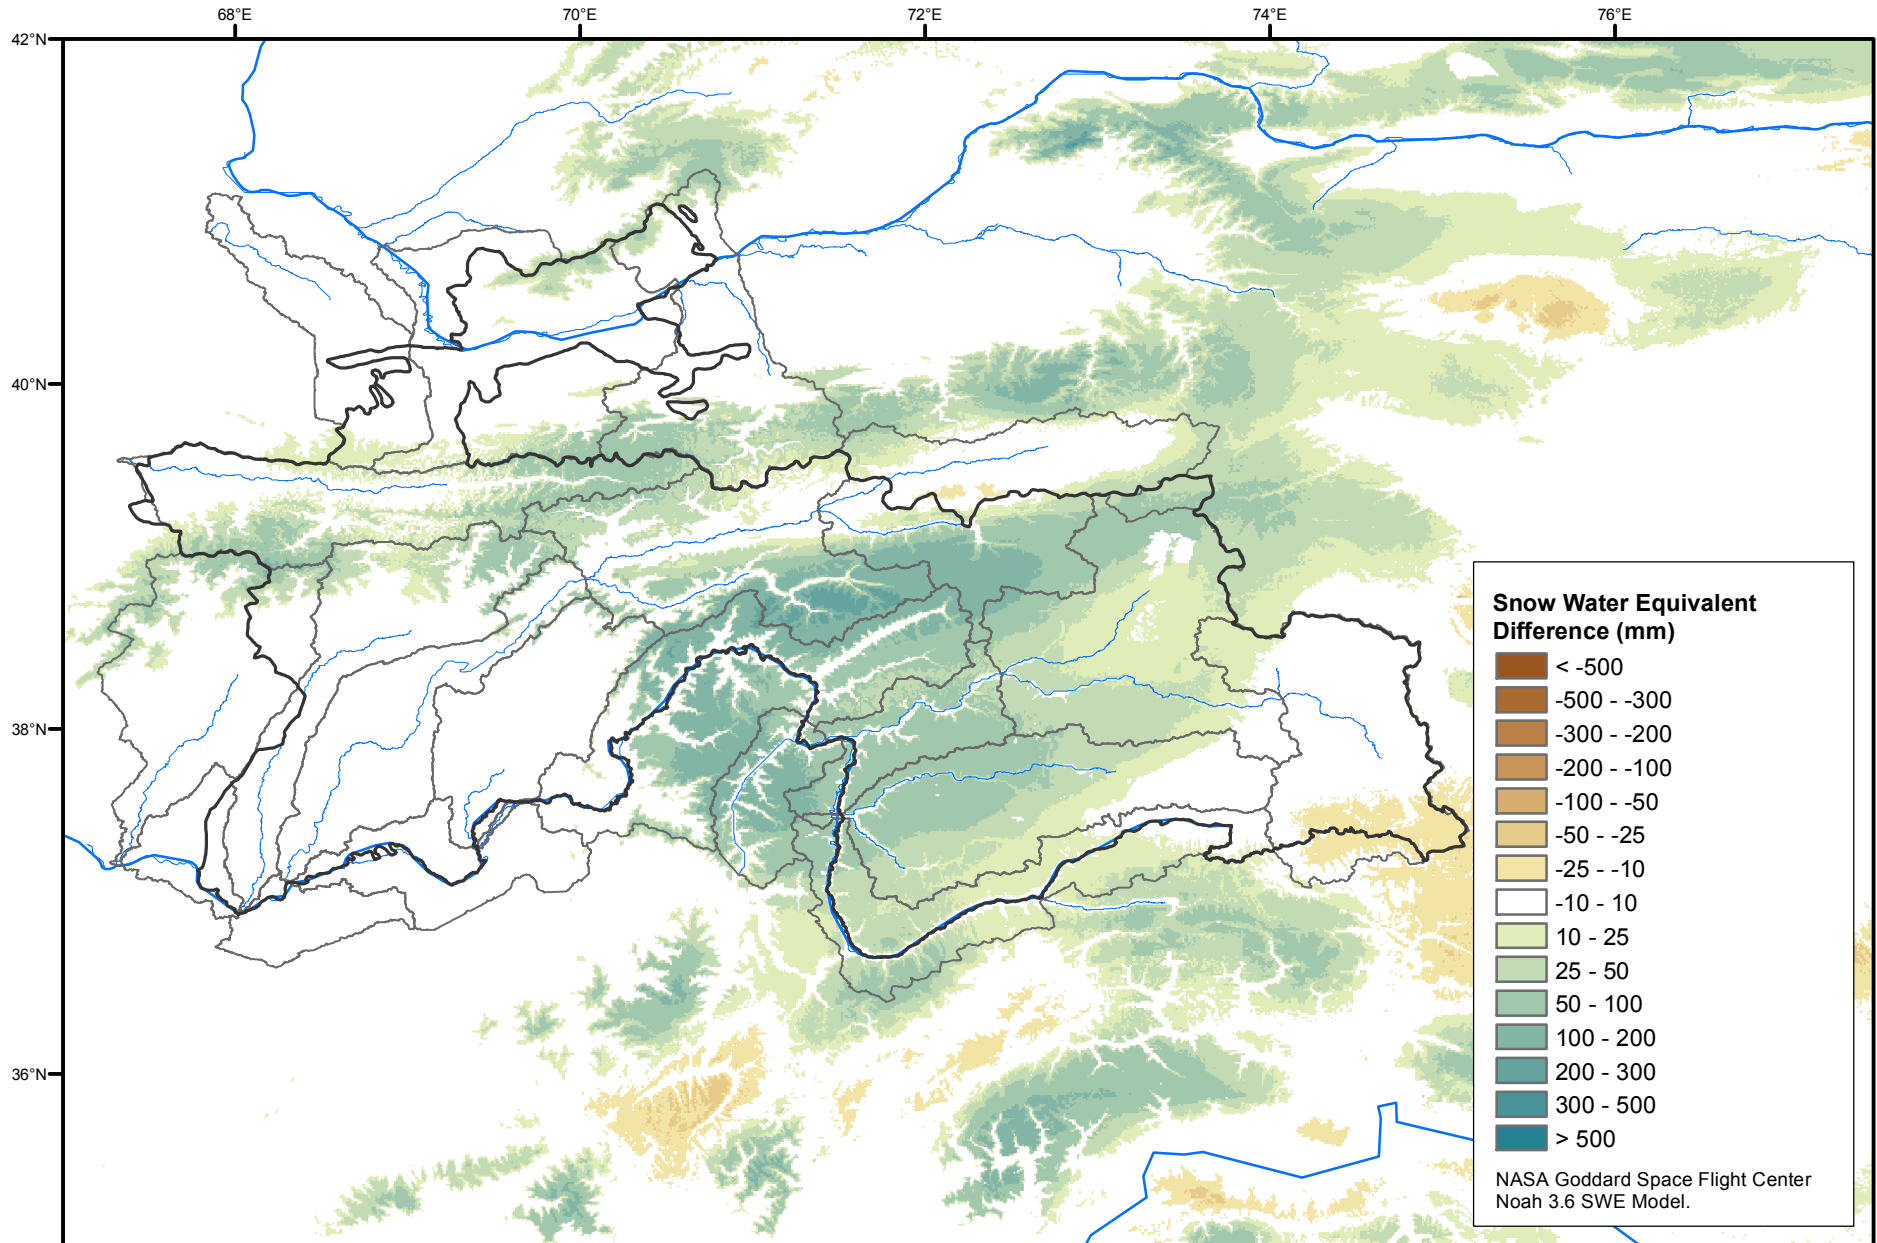 68°E
70°E
72°E
74°E
76°E
42°N
40°N
38°N
36°N
Snow Water Equivalent
Difference (mm)
< -500
-500 - -300
-300 - -200
-200 - -100
-100 - -50
-50 - -25
-25 - -10
-10 - 10
10 - 25
25 - 50
50 - 100
100 - 200
200 - 300
300 - 500
> 500
NASA Goddard Space Flight Center
Noah 3.6 SWE Model.